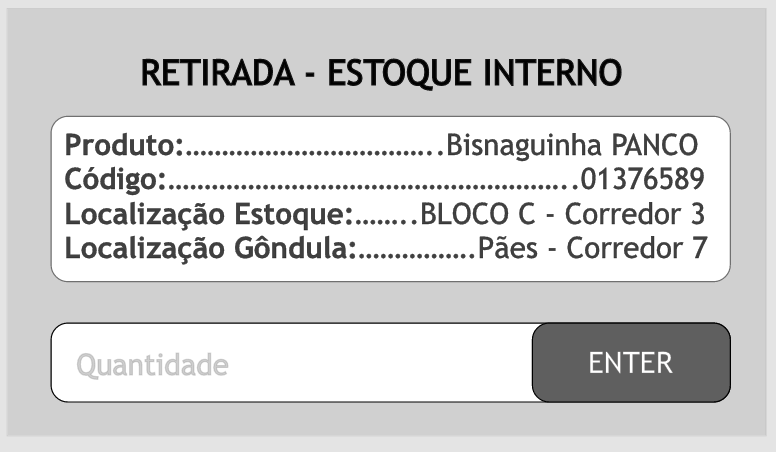 RETIRADA - ESTOQUE INTERNO
Produto:.................................Bisnaguinha PANCO
Código:........................................................01376589
Localização Estoque:........BLOCO C - Corredor 3
Localização Gôndula:................Pães - Corredor 7
Quantidade
ENTER